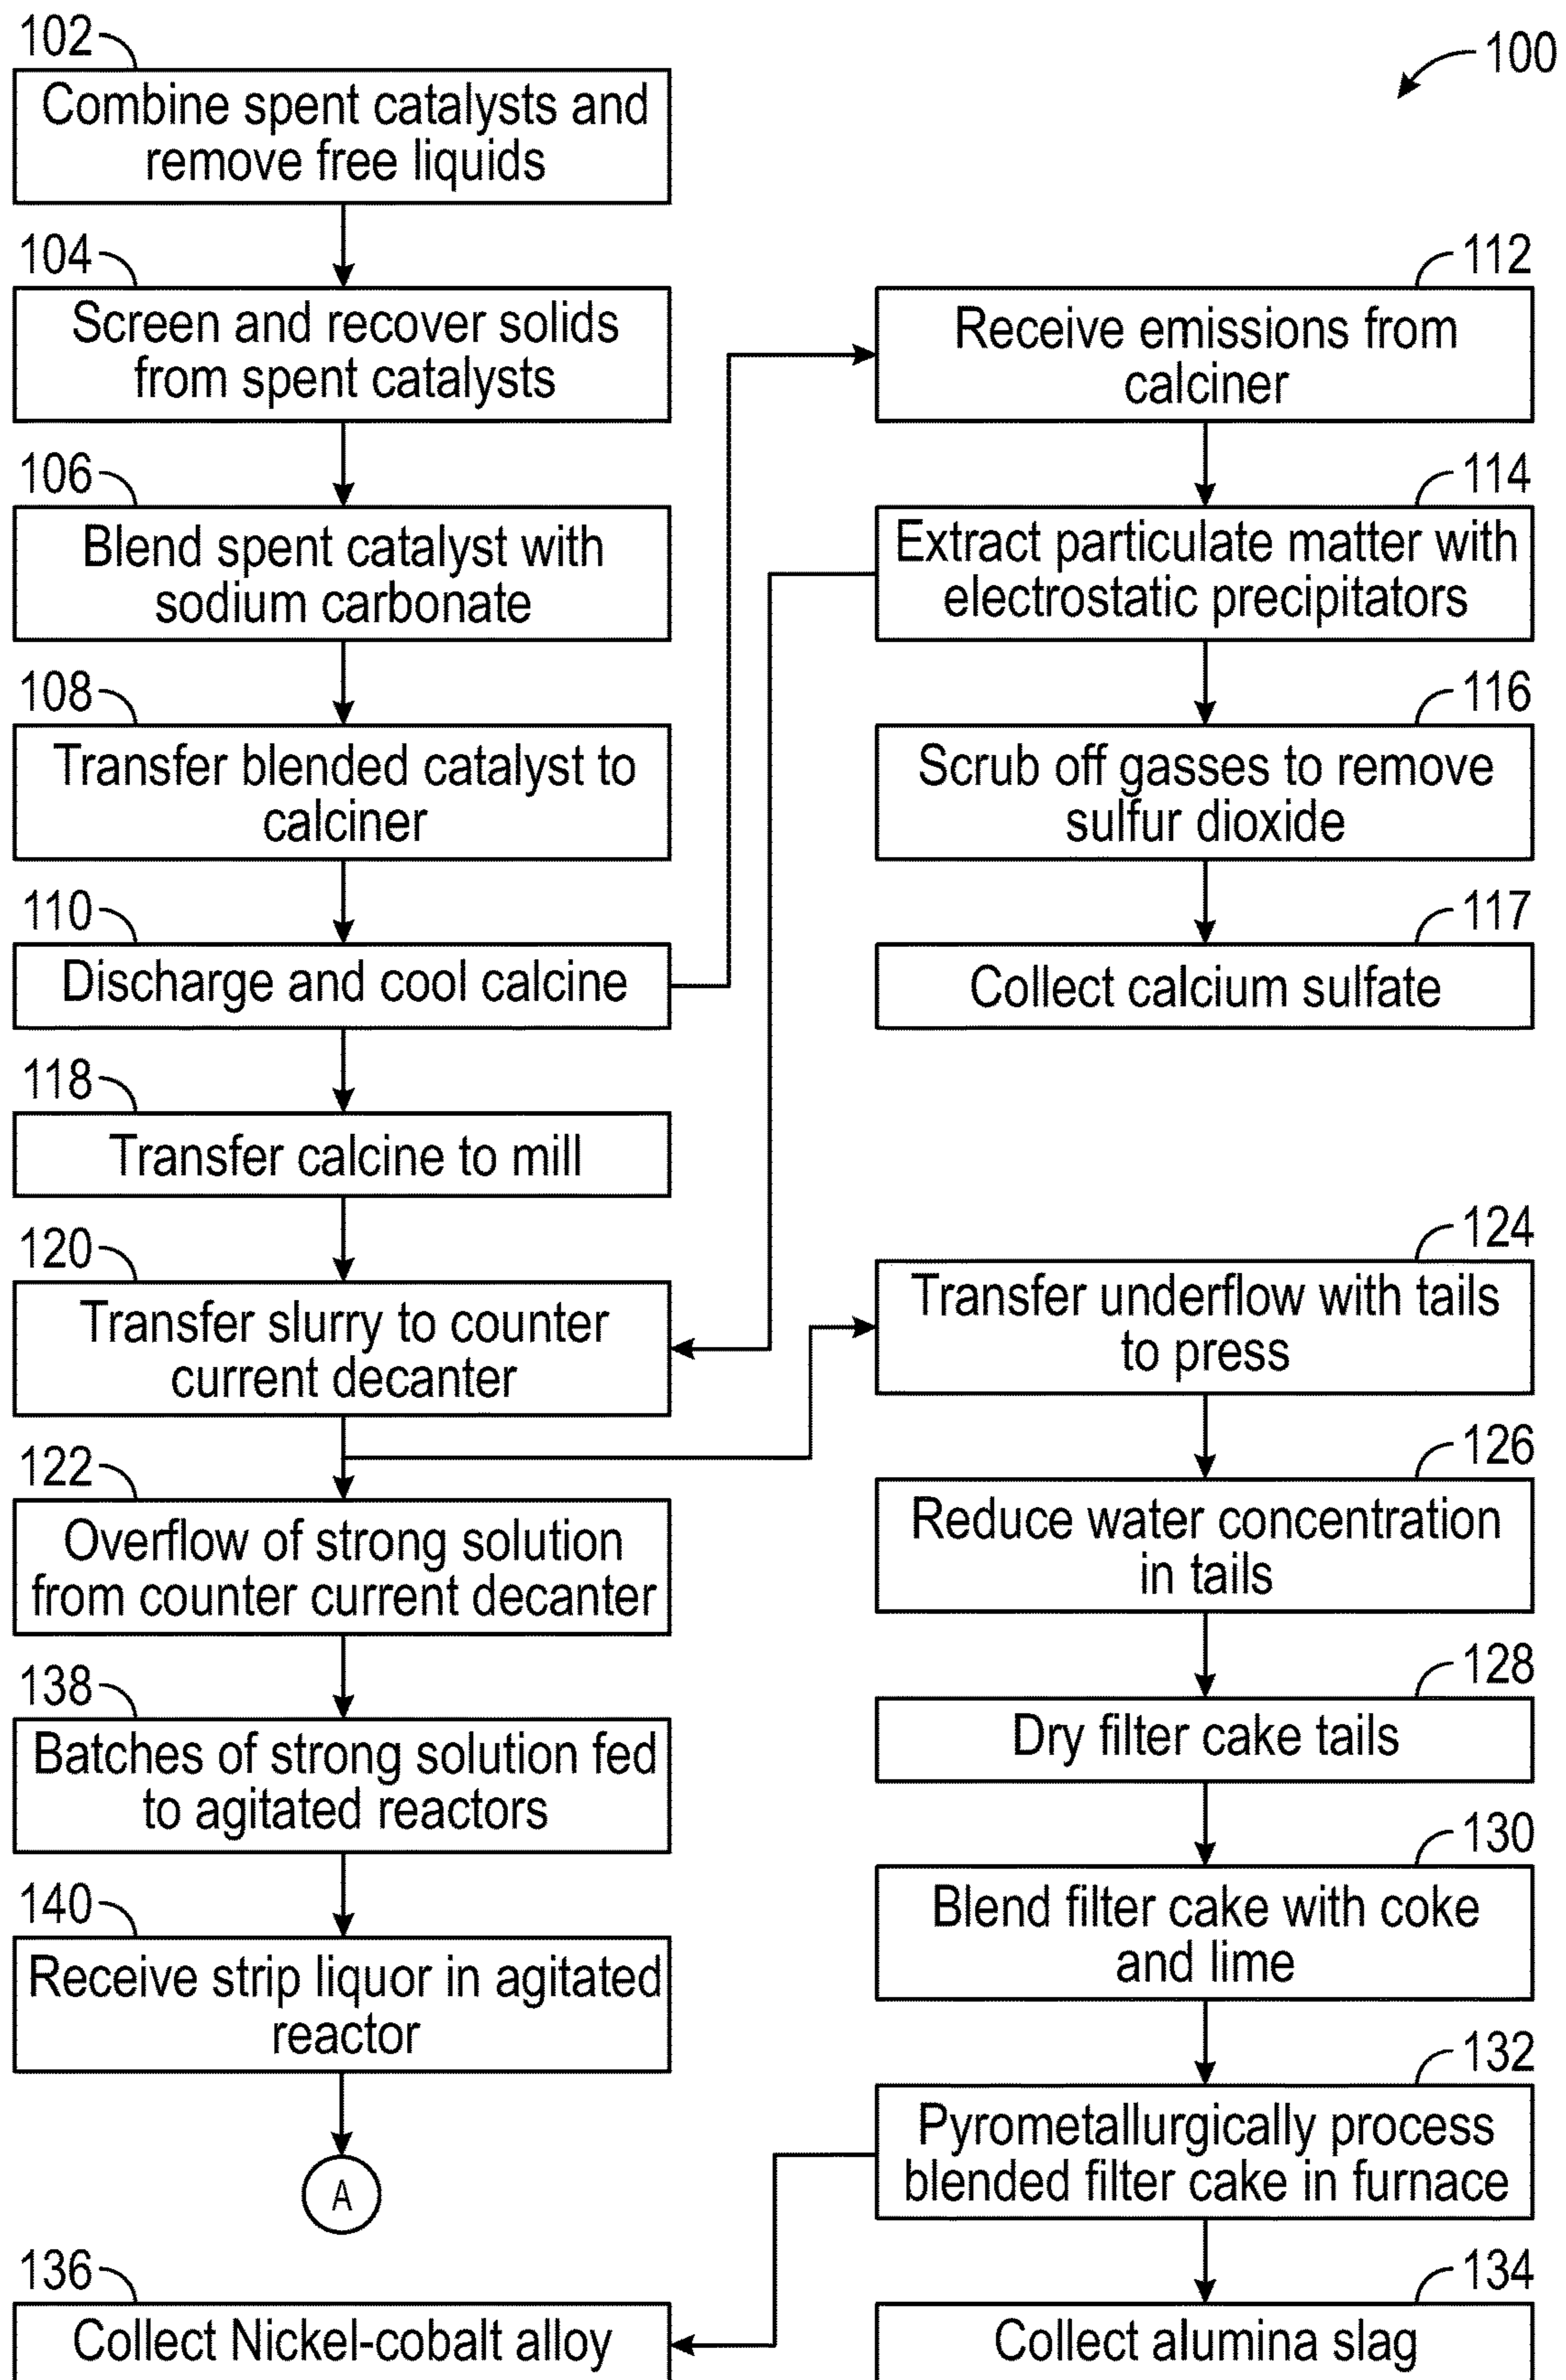 102
Combine spent catalysts and
remove free liquids
100
104
Screen and recover solids
from spent catalysts
106
Blend spent catalyst with
sodium carbonate
108
Transfer blended catalyst to
calciner
110
Discharge and cool calcine
112
Receive emissions from
calciner
114
Extract particulate matter with
electrostatic precipitators
116
Scrub off gasses to remove
sulfur dioxide
117
Collect calcium sulfate
118
Transfer calcine to mill
120
Transfer slurry to counter
current decanter
122
Overflow of strong solution
from counter current decanter
138
Batches of strong solution fed
to agitated reactors
140
Receive strip liquor in agitated
reactor
A
124
Transfer underflow with tails
to press
126
Reduce water concentration
in tails
128
Dry filter cake tails
130
Blend filter cake with coke
and lime
132
Pyrometallurgically process
blended filter cake in furnace
136
Collect Nickel-cobalt alloy
134
Collect alumina slag